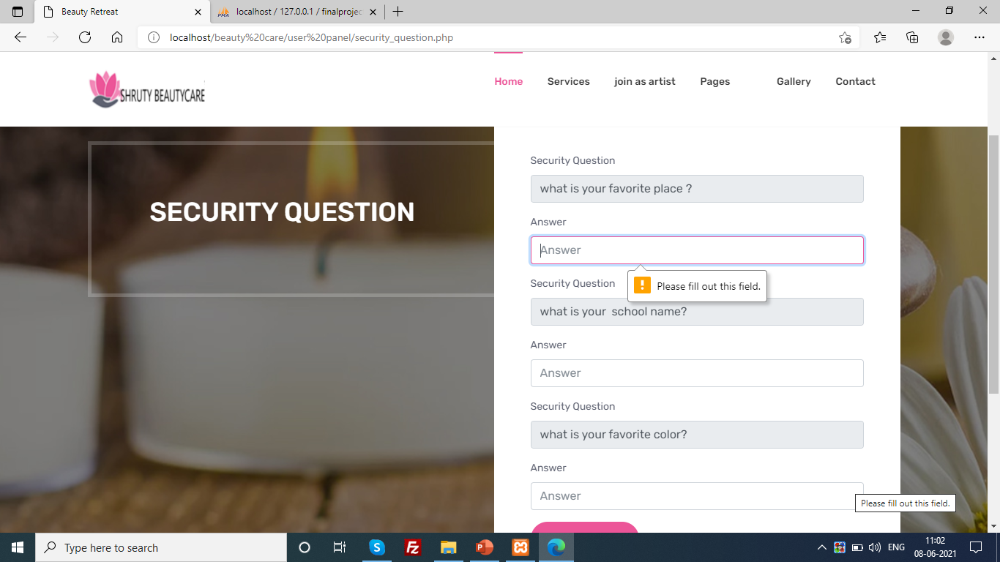 Beauty Retreat
localhost / 127.0.0.1 / finalprojec
localhost/beauty%20care/user%20panel/security_question.php
SHRUTY BEAUTYCARE
Home Services join as artist Pages Gallery Contact
SECURITY QUESTION
Security Question
what is your favorite place ?
Answer
Answer
Please fill out this field.
Security Question
what is your  school name?
Answer
Answer
Security Question
what is your favorite color?
Answer
Answer
Please fill out this field.
Type here to search
ENG
11:02
08-06-2021